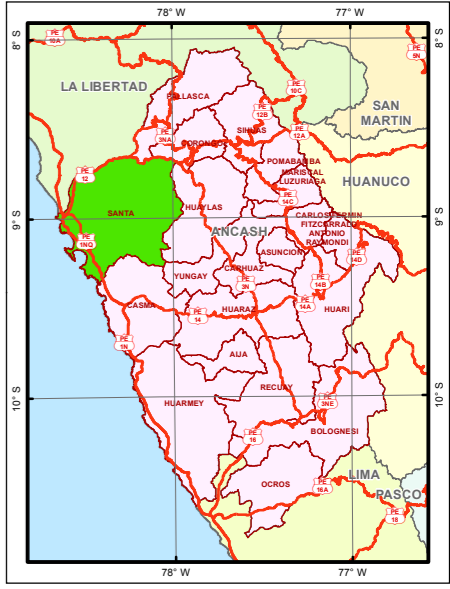 78° W 77° W
8° S 8° S
PE 10A
PE 5N
LA LIBERTAD
PE 10C
PALLASCA
PE 12B
SAN MARTIN
PE 3NA
SIHUAS
PE 12A
CORONGO
PE 12
POMABAMBA
MARISCAL LUZURIAGA
HUANUCO
PE 14C
HUAYLAS
SANTA
CARLOS FERMIN FITZCARRALD
9° S 9° S
ANCASH
ANTONIO RAYMONDI
PE 1NQ
ASUNCION
PE 14D
CARHUAZ
YUNGAY
PE 3N
PE 14B
CASMA
PE 14A
HUARI
PE 14
HUARAZ
PE 1N
AIJA
RECUAY
10° S 10° S
HUARMEY
PE 3NE
PE 16
BOLOGNESI
LIMA
OCROS
PE 16A
PASCO
PE 18
78° W 77° W